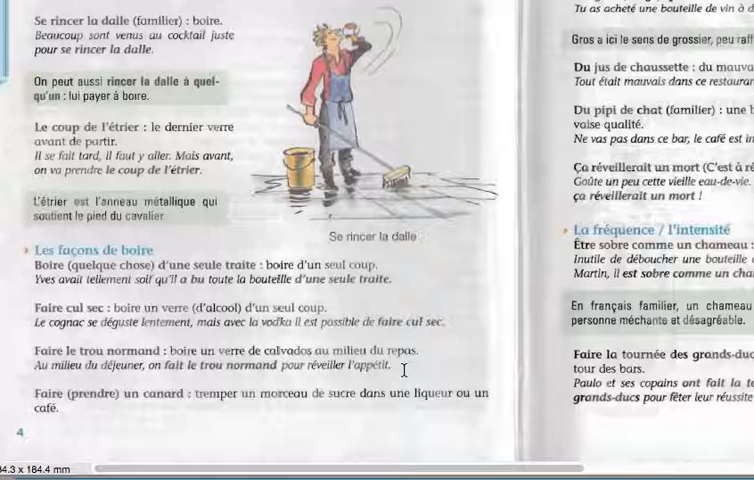 Se rincer la dalle (familier) : boire.
Beaucoup sont venus au cocktail juste
pour se rincer la dalle.
On peut aussi rincer la dalle à quel-
qu'un : lui payer à boire.
Le coup de l'étrier : le dernier verre
avant de partir.
Il se fait tard, il faut y aller. Mais avant,
on va prendre le coup de l'étrier.
L'étrier est l'anneau métallique qui
soutient le pied du cavalier
Se rincer la dalle
Les façons de boire
Boire (quelque chose) d'une seule traite : boire d'un seul coup.
Yves avait tellement soif qu'il a bu toute la bouteille d'une seule traite.
Faire cul sec : boire un verre (d'alcool) d'un seul coup.
Le cognac se déguste lentement, mais avec la vodka il est possible de faire cul sec.
Faire le trou normand : boire un verre de calvados au milieu du repas.
Au milieu du déjeuner, on fait le trou normand pour réveiller l'appétit.
Faire (prendre) un canard : tremper un morceau de sucre dans une liqueur ou un
café.
4
Tu as acheté une bouteille de vin à d
Gros a ici le sens de grossier, peu raff
Du jus de chaussette : du mauva
Tout était mauvais dans ce restauran
Du pipi de chat (familier) : une b
vaise qualité.
Ne vas pas dans ce bar, le café est in
Ça réveillerait un mort (C'est à ré
Goûte un peu cette vieille eau-de-vie.
ça réveillerait un mort !
La fréquence / l'intensité
Être sobre comme un chameau :
Inutile de déboucher une bouteille
Martin, il est sobre comme un cha
En français familier, un chameau
personne méchante et désagréable.
Faire la tournée des grands-duc
tour des bars.
Paulo et ses copains ont fait la to
grands-ducs pour fêter leur réussite
84.3 x 184.4 mm